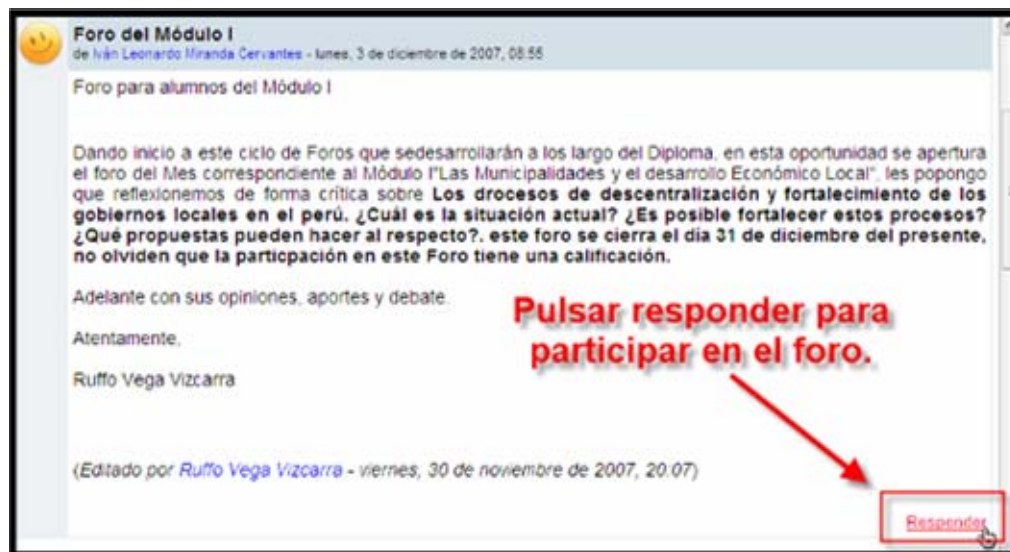 Foro del Módulo I
de Iván Leonardo Miranda Cervantes - lunes, 3 de diciembre de 2007, 08:55
Foro para alumnos del Módulo I
Dando inicio a este ciclo de Foros que sedesarrollarán a los largo del Diploma, en esta oportunidad se apertura
el foro del Mes correspondiente al Módulo I"Las Municipalidades y el desarrollo Económico Local", les popongo
que reflexionemos de forma crítica sobre Los drocesos de descentralización y fortalecimiento de los
gobiernos locales en el perú. ¿Cuál es la situación actual? ¿Es posible fortalecer estos procesos?
¿Qué propuestas pueden hacer al respecto?. este foro se cierra el día 31 de diciembre del presente,
no olviden que la particpación en este Foro tiene una calificación.
Adelante con sus opiniones, aportes y debate.
Pulsar responder para
participar en el foro.
Atentamente,
Ruffo Vega Vizcarra
(Editado por Ruffo Vega Vizcarra - viernes, 30 de noviembre de 2007, 20:07)
Responder